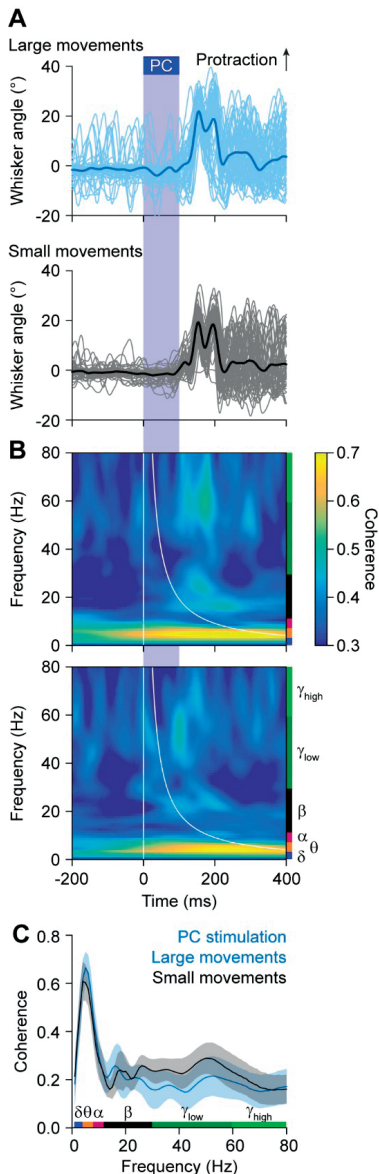 A
Large movements
PC
Protraction
Whisker angle (°)
40
20
0
-20
Small movements
Whisker angle (°)
40
20
0
-20
B
Frequency (Hz)
80
60
40
20
0
Coherence
0.7
0.6
0.5
0.4
0.3
Frequency (Hz)
80
60
40
20
0
γhigh
γlow
β
α
θ
δ
-200 0 200 400
Time (ms)
C
PC stimulation
Large movements
Small movements
Coherence
0.8
0.6
0.4
0.2
0.0
δθα β γlow γhigh
0 20 40 60 80
Frequency (Hz)